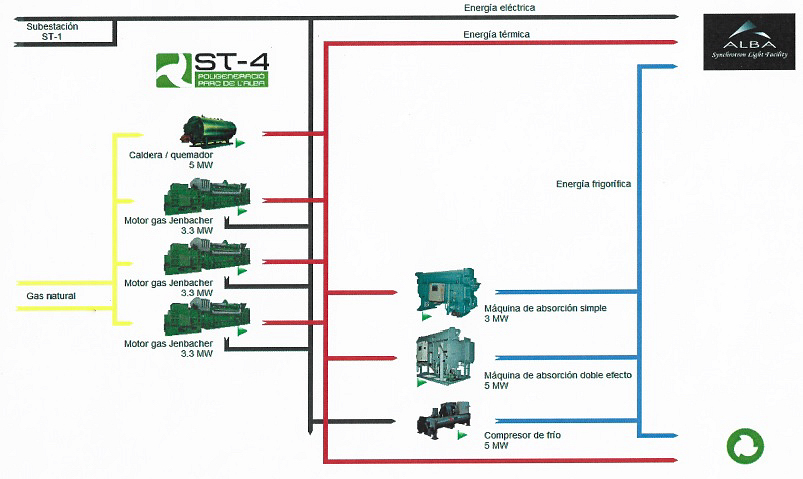 Energía eléctrica
Subestación
ST-1
Energía térmica
ALBA
Synchrotron Light Facility
ST-4
POLIGENERACIÓ
PARC DE L'ALBA
Caldera / quemador
5 MW
Energía frigorífica
Motor gas Jenbacher
3.3 MW
Motor gas Jenbacher
3.3 MW
Gas natural
Motor gas Jenbacher
3.3 MW
Máquina de absorción simple
3 MW
Máquina de absorción doble efecto
5 MW
Compresor de frío
5 MW